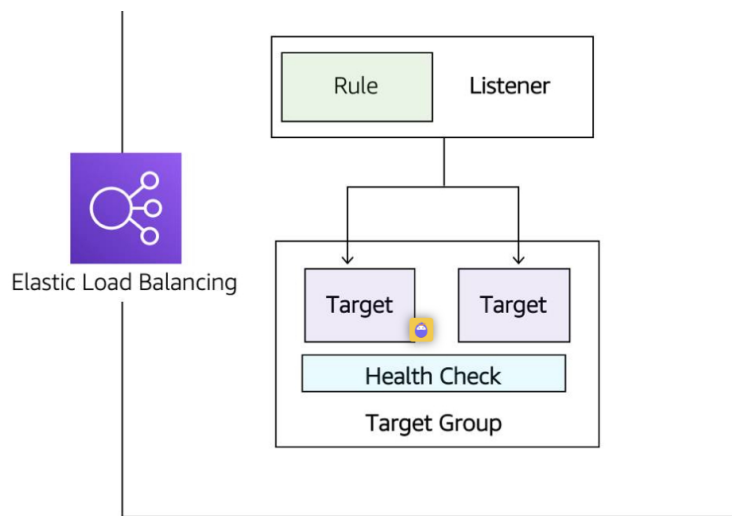 Rule
Listener
Elastic Load Balancing
Target
Target
Health Check
Target Group